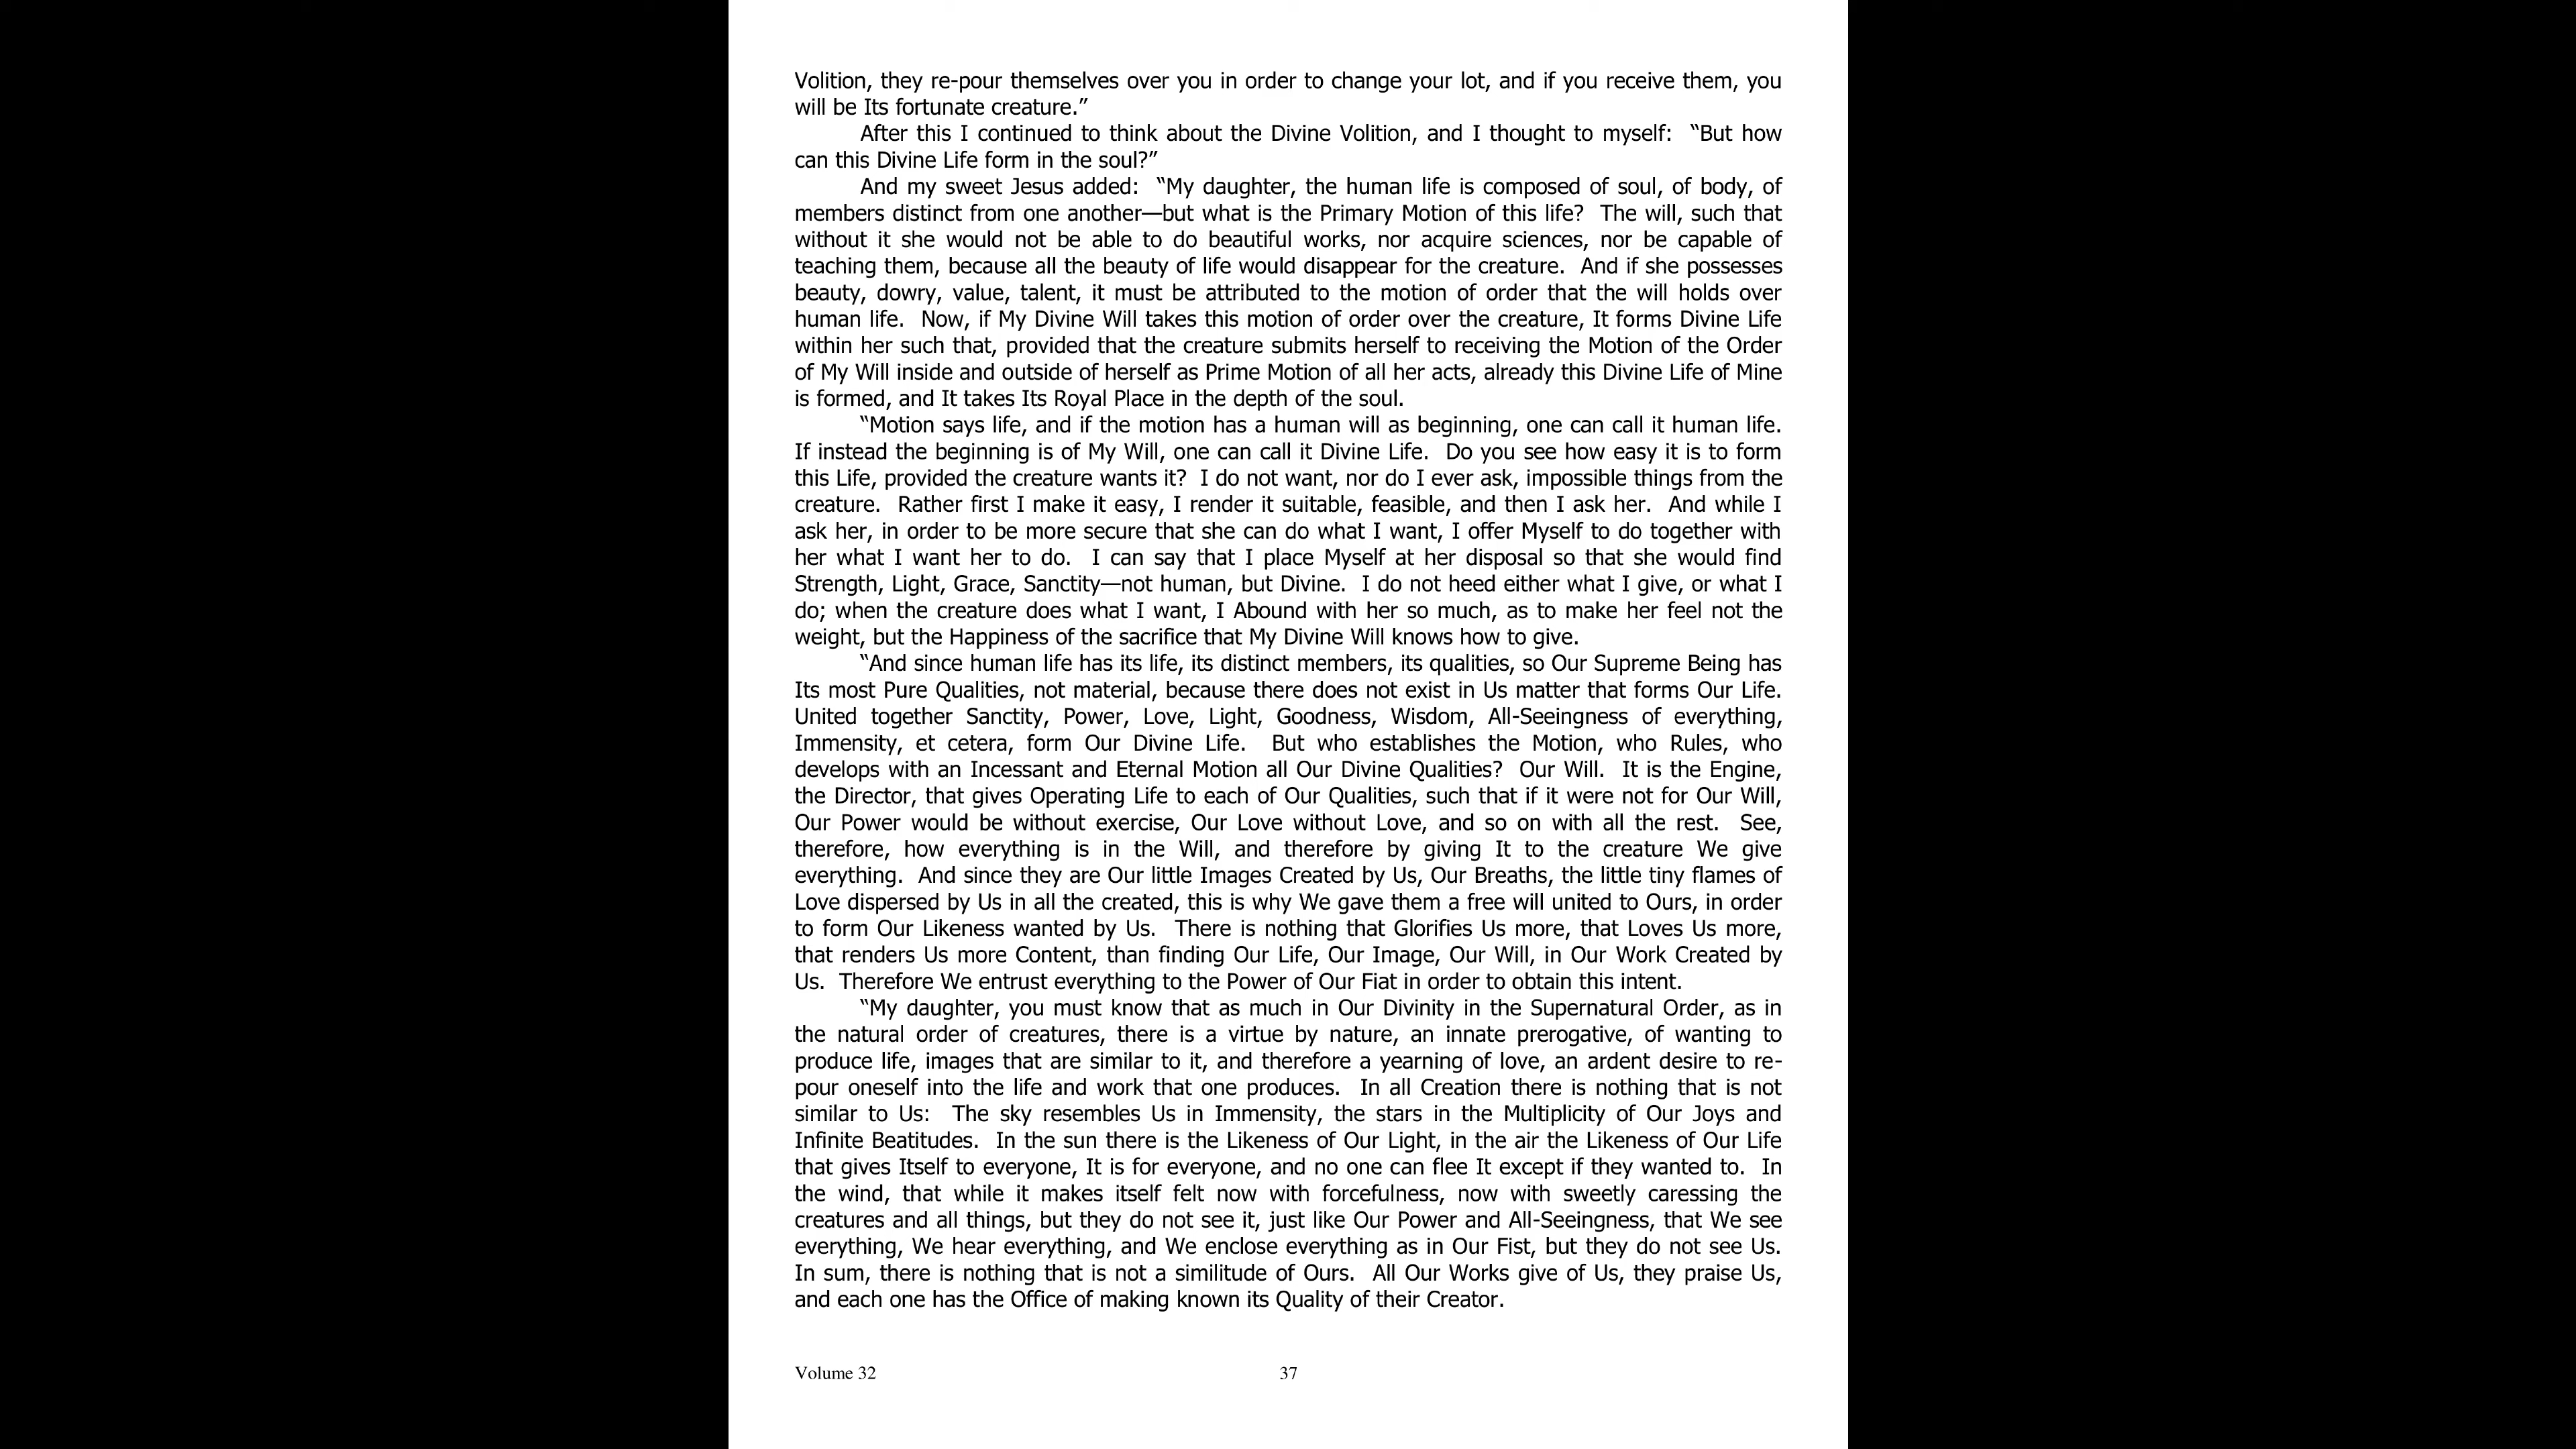 Volition, they re-pour themselves over you in order to change your lot, and if you receive them, you
will be Its fortunate creature.”
After this I continued to think about the Divine Volition, and I thought to myself: “But how
can this Divine Life form in the soul?”
And my sweet Jesus added: “My daughter, the human life is composed of soul, of body, of
members distinct from one another—but what is the Primary Motion of this life? The will, such that
without it she would not be able to do beautiful works, nor acquire sciences, nor be capable of
teaching them, because all the beauty of life would disappear for the creature. And if she possesses
beauty, dowry, value, talent, it must be attributed to the motion of order that the will holds over
human life. Now, if My Divine Will takes this motion of order over the creature, It forms Divine Life
within her such that, provided that the creature submits herself to receiving the Motion of the Order
of My Will inside and outside of herself as Prime Motion of all her acts, already this Divine Life of Mine
is formed, and It takes Its Royal Place in the depth of the soul.
“Motion says life, and if the motion has a human will as beginning, one can call it human life.
If instead the beginning is of My Will, one can call it Divine Life. Do you see how easy it is to form
this Life, provided the creature wants it? I do not want, nor do I ever ask, impossible things from the
creature. Rather first I make it easy, I render it suitable, feasible, and then I ask her. And while I
ask her, in order to be more secure that she can do what I want, I offer Myself to do together with
her what I want her to do. I can say that I place Myself at her disposal so that she would find
Strength, Light, Grace, Sanctity—not human, but Divine. I do not heed either what I give, or what I
do; when the creature does what I want, I Abound with her so much, as to make her feel not the
weight, but the Happiness of the sacrifice that My Divine Will knows how to give.
“And since human life has its life, its distinct members, its qualities, so Our Supreme Being has
Its most Pure Qualities, not material, because there does not exist in Us matter that forms Our Life.
United together Sanctity, Power, Love, Light, Goodness, Wisdom, All-Seeingness of everything,
Immensity, et cetera, form Our Divine Life. But who establishes the Motion, who Rules, who
develops with an Incessant and Eternal Motion all Our Divine Qualities? Our Will. It is the Engine,
the Director, that gives Operating Life to each of Our Qualities, such that if it were not for Our Will,
Our Power would be without exercise, Our Love without Love, and so on with all the rest. See,
therefore, how everything is in the Will, and therefore by giving It to the creature We give
everything. And since they are Our little Images Created by Us, Our Breaths, the little tiny flames of
Love dispersed by Us in all the created, this is why We gave them a free will united to Ours, in order
to form Our Likeness wanted by Us. There is nothing that Glorifies Us more, that Loves Us more,
that renders Us more Content, than finding Our Life, Our Image, Our Will, in Our Work Created by
Us. Therefore We entrust everything to the Power of Our Fiat in order to obtain this intent.
“My daughter, you must know that as much in Our Divinity in the Supernatural Order, as in
the natural order of creatures, there is a virtue by nature, an innate prerogative, of wanting to
produce life, images that are similar to it, and therefore a yearning of love, an ardent desire to re-
pour oneself into the life and work that one produces. In all Creation there is nothing that is not
similar to Us: The sky resembles Us in Immensity, the stars in the Multiplicity of Our Joys and
Infinite Beatitudes. In the sun there is the Likeness of Our Light, in the air the Likeness of Our Life
that gives Itself to everyone, It is for everyone, and no one can flee It except if they wanted to. In
the wind, that while it makes itself felt now with forcefulness, now with sweetly caressing the
creatures and all things, but they do not see it, just like Our Power and All-Seeingness, that We see
everything, We hear everything, and We enclose everything as in Our Fist, but they do not see Us.
In sum, there is nothing that is not a similitude of Ours. All Our Works give of Us, they praise Us,
and each one has the Office of making known its Quality of their Creator.
Volume 32
37